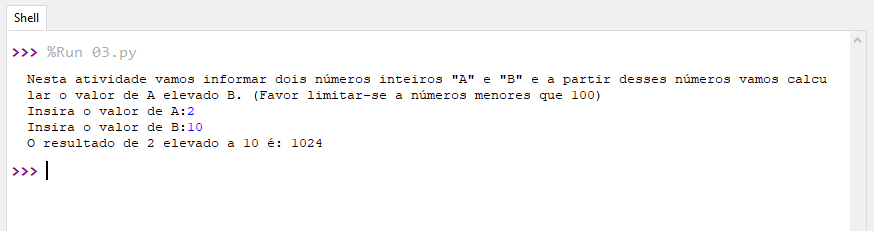 Shell
>>> %Run 03.py
Nesta atividade vamos informar dois números inteiros "A" e "B" e a partir desses números vamos calcu
lar o valor de A elevado B. (Favor limitar-se a números menores que 100)
Insira o valor de A:2
Insira o valor de B:10
O resultado de 2 elevado a 10 é: 1024
>>>